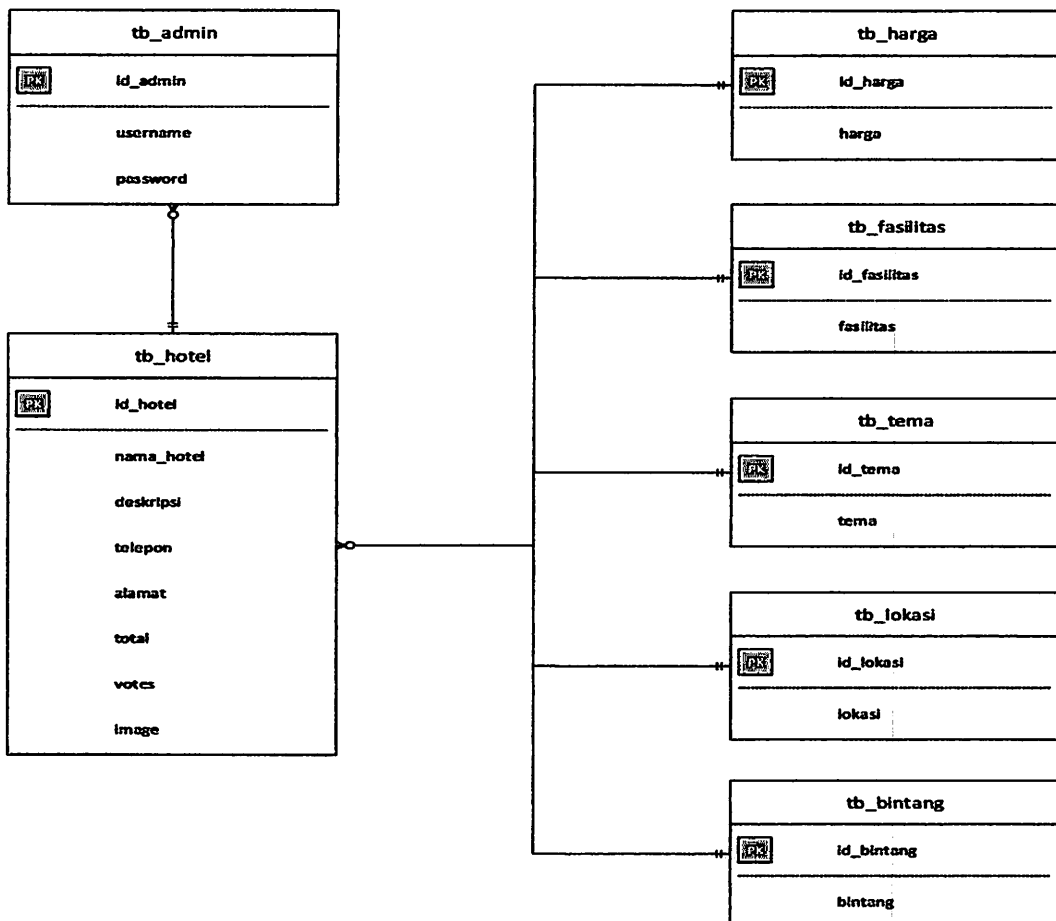 tb_admin
PK id_admin
username
password
tb_hotel
PK id_hotel
nama_hotel
deskripsi
telepon
alamat
total
votes
image
tb_harga
PK id_harga
harga
tb_fasilitas
PK id_fasilitas
fasilitas
tb_tema
PK id_tema
tema
tb_lokasi
PK id_lokasi
lokasi
tb_bintang
PK id_bintang
bintang